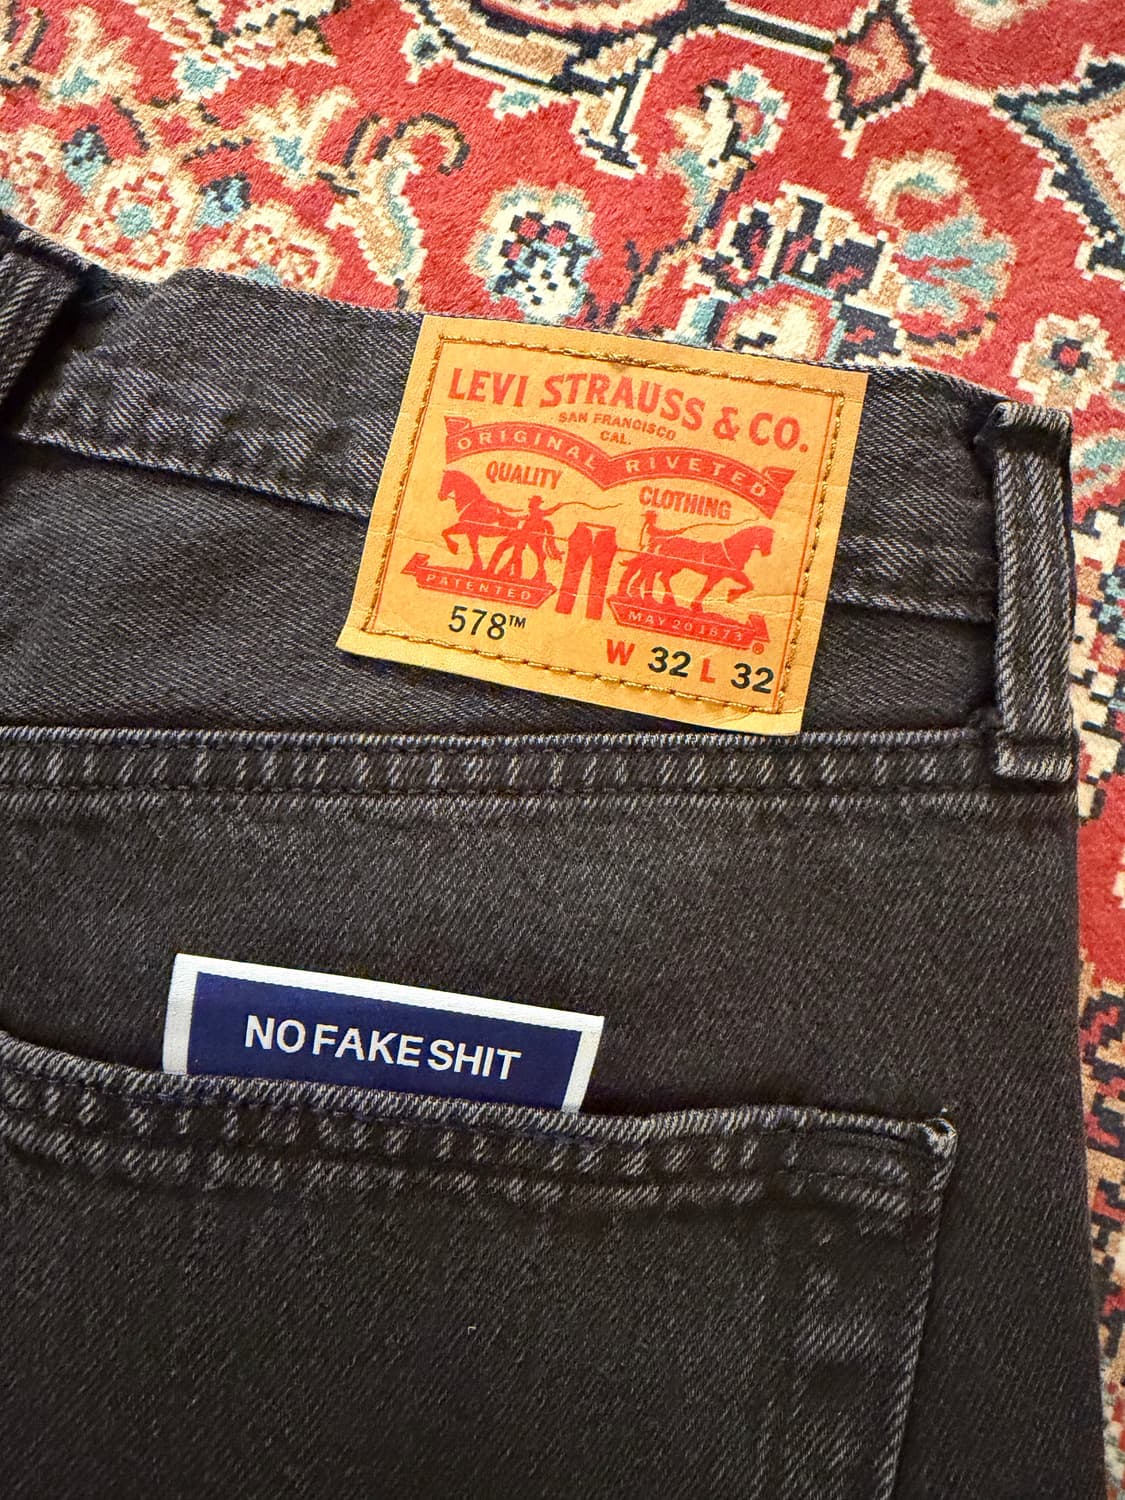 LEVI STRAUSS & CO.
SAN FRANCISCO
CAL.
ORIGINAL RIVETED
QUALITY CLOTHING
PATENTED MAY 20 1873 ®
578™
W 32 L 32
NO FAKE SHIT